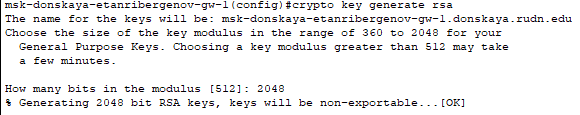 msk-donskaya-etanribergenov-gw-1(config)#crypto key generate rsa
The name for the keys will be: msk-donskaya-etanribergenov-gw-1.donskaya.rudn.edu
Choose the size of the key modulus in the range of 360 to 2048 for your
General Purpose Keys. Choosing a key modulus greater than 512 may take
a few minutes.
How many bits in the modulus [512]: 2048
% Generating 2048 bit RSA keys, keys will be non-exportable...[OK]